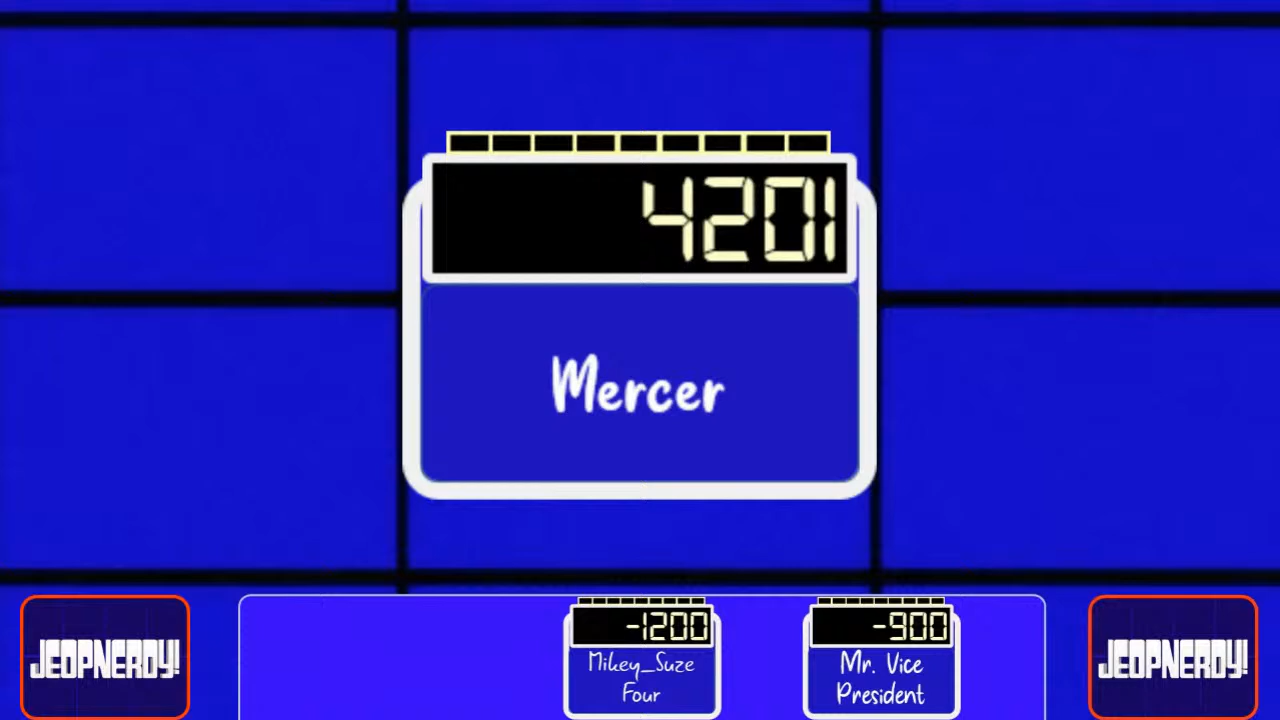 4201
Mercer
JEOPNERDY!
-1200
Mikey_Suze
Four
-900
Mr. Vice
President
JEOPNERDY!